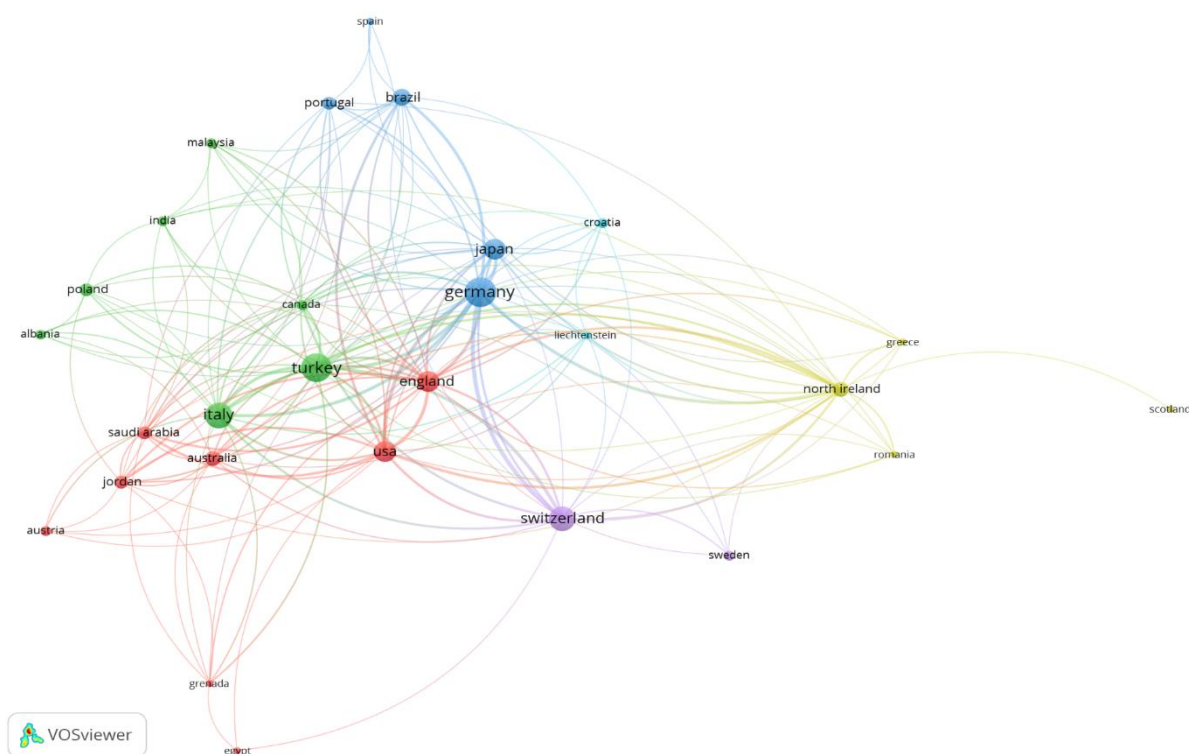 spain
brazil
portugal
malaysia
india
croatia
japan
poland
germany
canada
albania
liechtenstein
greece
turkey
england
north ireland
scotland
italy
saudi arabia
usa
australia
romania
jordan
switzerland
austria
sweden
grenada
egypt
VOSviewer